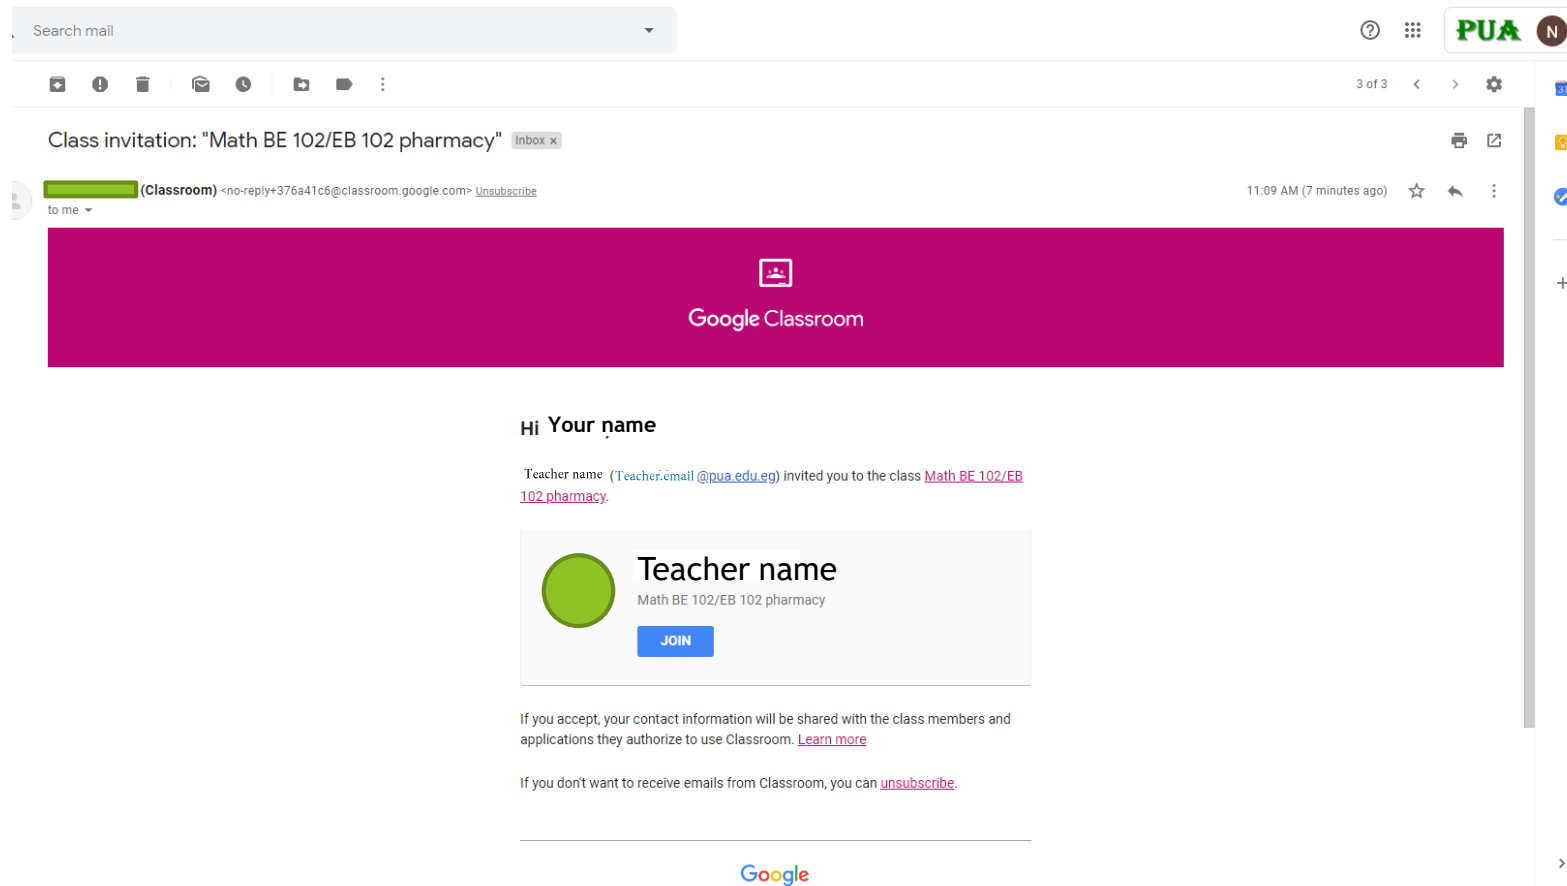 Search mail
PUA N
3 of 3
31
Class invitation: "Math BE 102/EB 102 pharmacy" Inbox x
(Classroom) <no-reply+376a41c6@classroom.google.com> Unsubscribe 11:09 AM (7 minutes ago)
to me
Google Classroom
Hi Your name
Teacher name (Teacher.email @pua.edu.eg) invited you to the class Math BE 102/EB
102 pharmacy.
Teacher name
Math BE 102/EB 102 pharmacy
JOIN
If you accept, your contact information will be shared with the class members and
applications they authorize to use Classroom. Learn more
If you don't want to receive emails from Classroom, you can unsubscribe.
Google